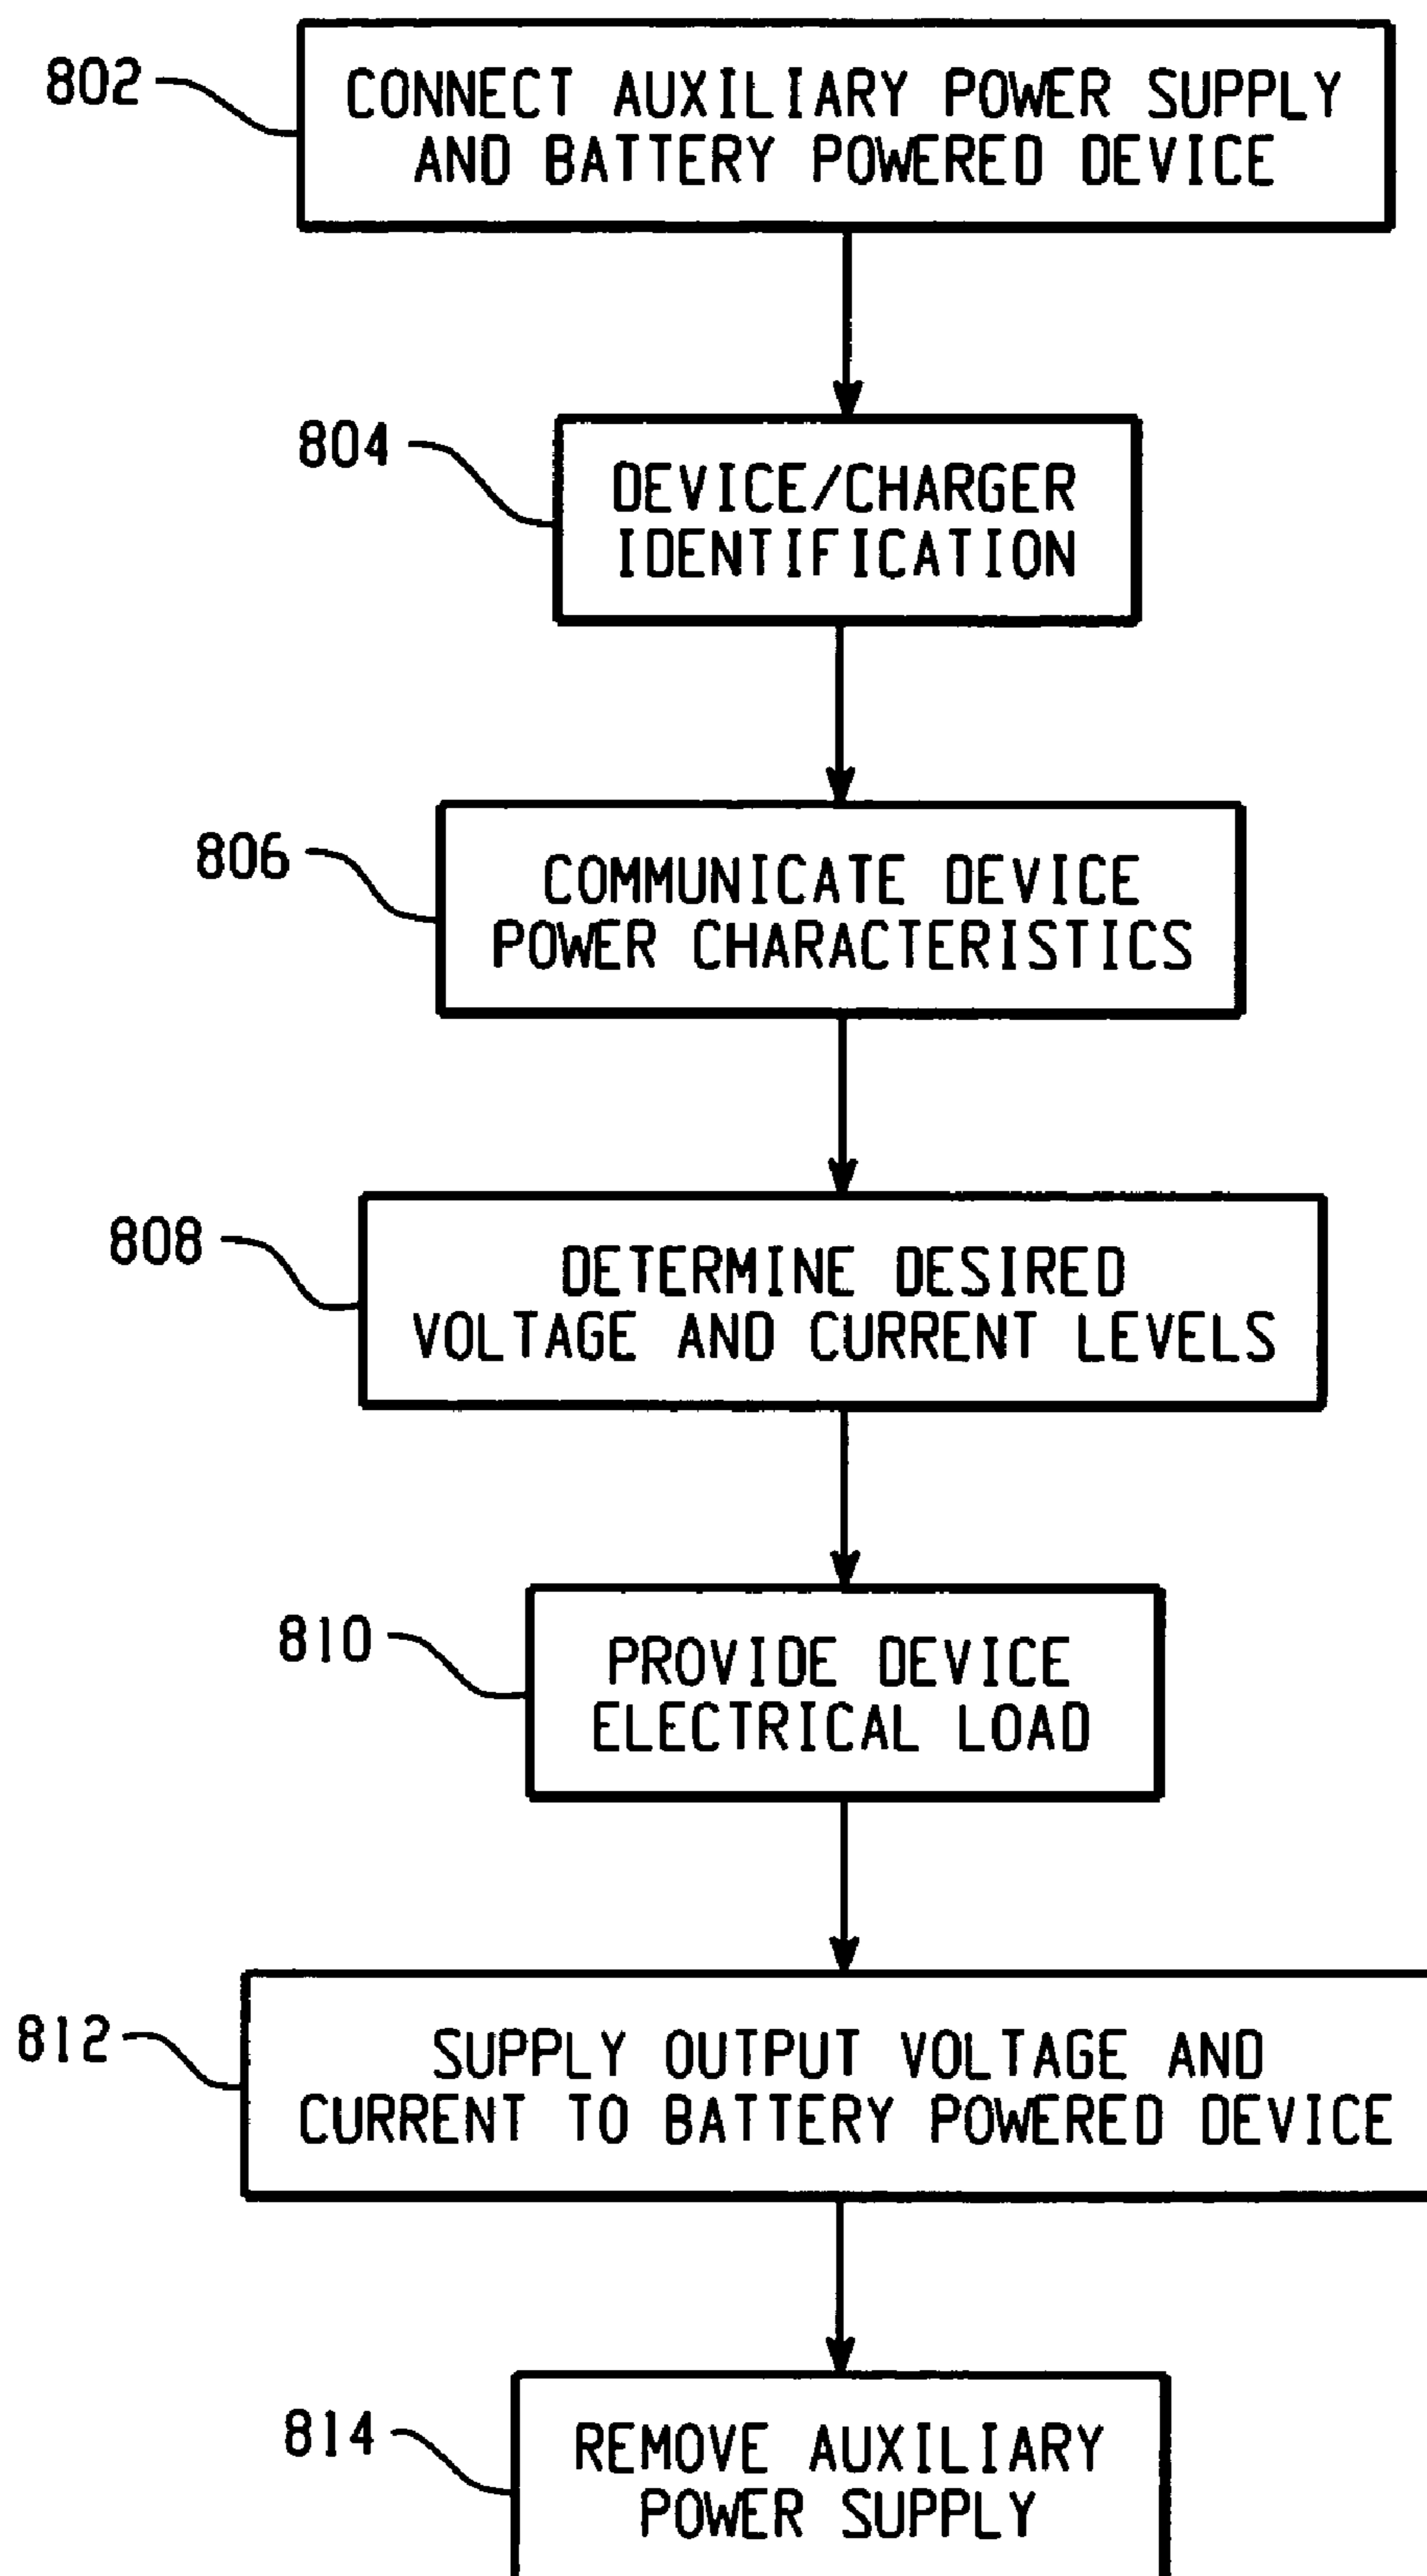 802
CONNECT AUXILIARY POWER SUPPLY
AND BATTERY POWERED DEVICE
804
DEVICE/CHARGER
IDENTIFICATION
806
COMMUNICATE DEVICE
POWER CHARACTERISTICS
808
DETERMINE DESIRED
VOLTAGE AND CURRENT LEVELS
810
PROVIDE DEVICE
ELECTRICAL LOAD
812
SUPPLY OUTPUT VOLTAGE AND
CURRENT TO BATTERY POWERED DEVICE
814
REMOVE AUXILIARY
POWER SUPPLY